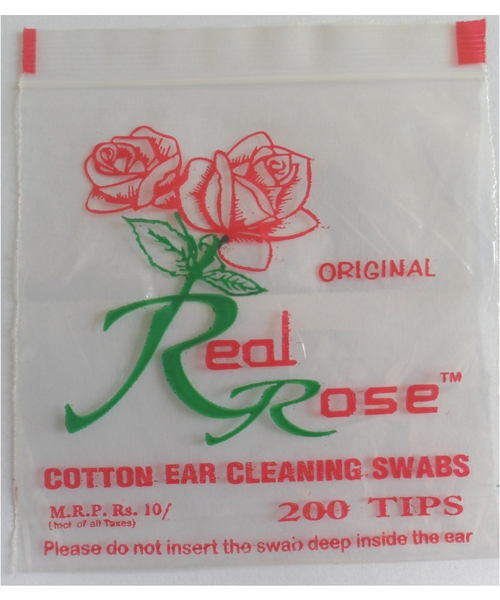 ORIGINAL
Real
Rose™
COTTON EAR CLEANING SWABS
M.R.P. Rs. 10/
(Incl of all Taxes)
200 TIPS
Please do not insert the swab deep inside the ear